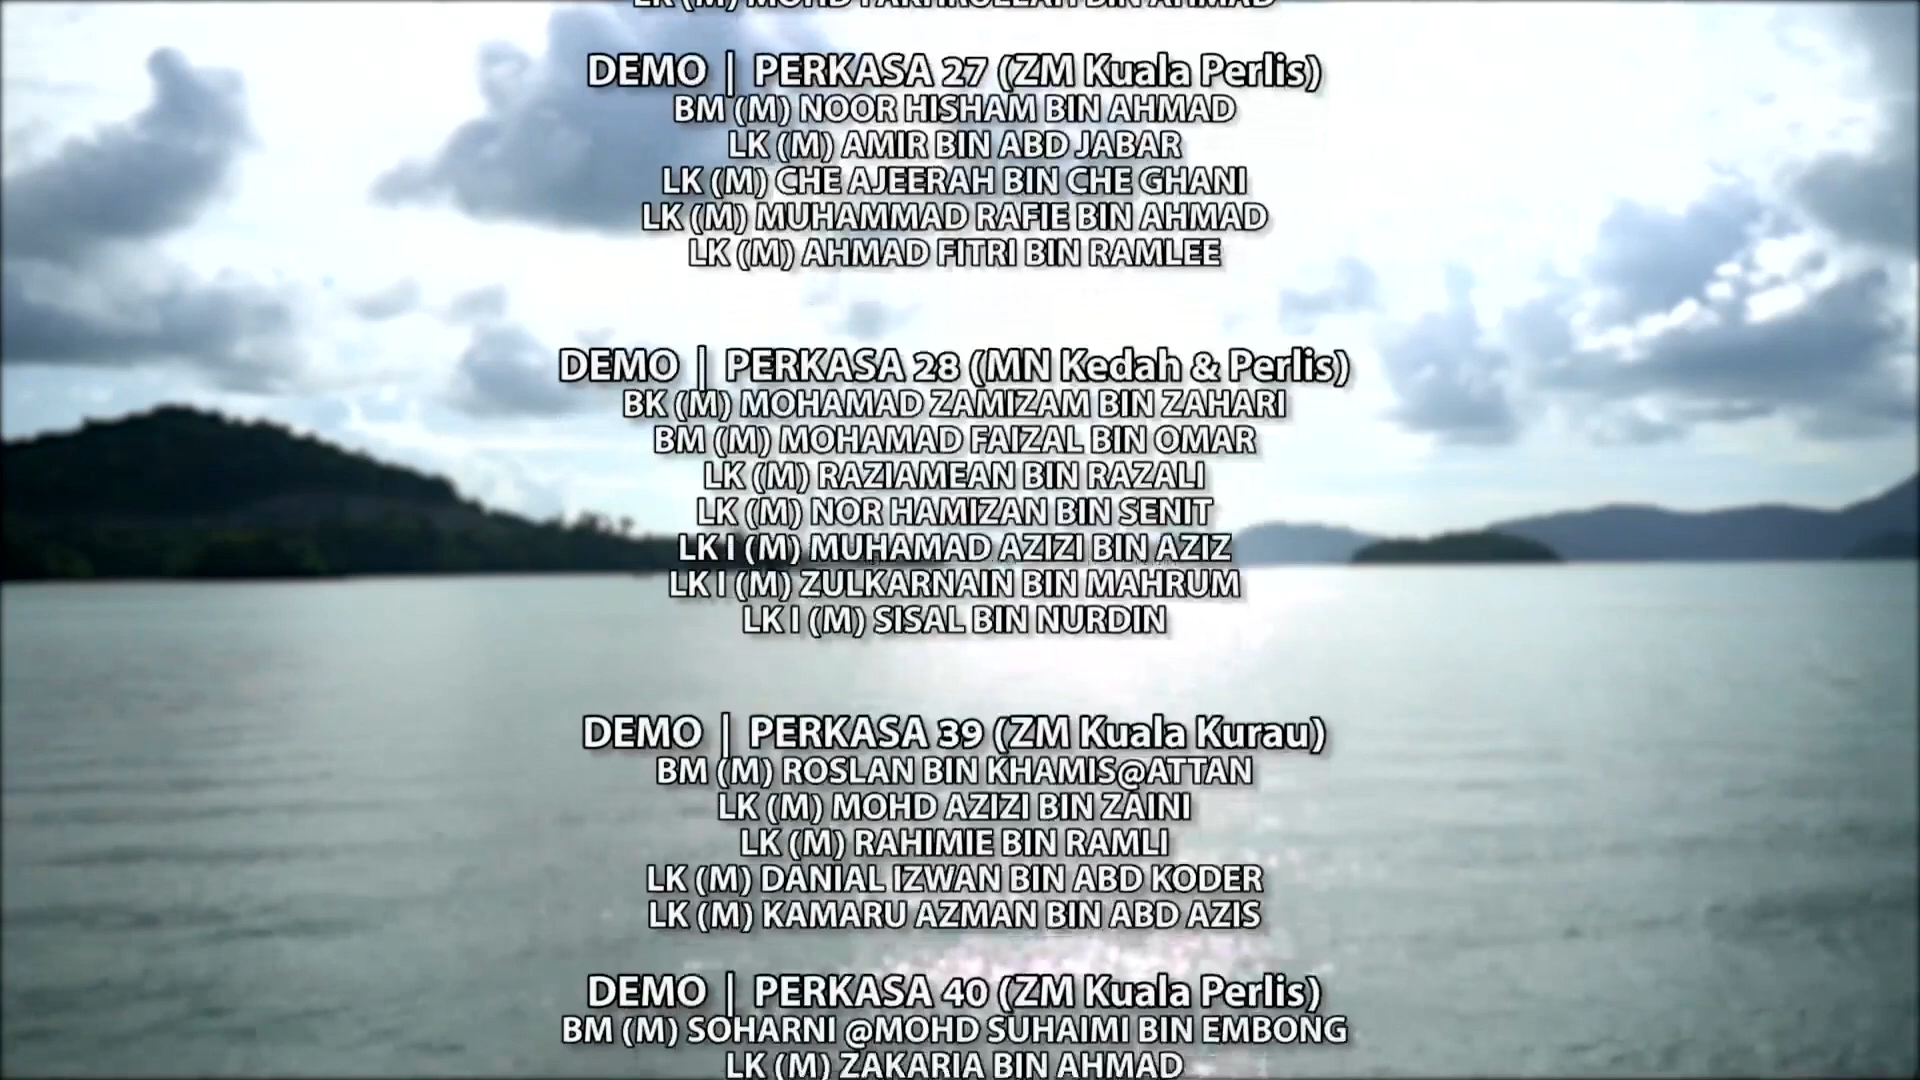 LK (M) MOHD FAKHRULLAH BIN AHMAD
DEMO | PERKASA 27 (ZM Kuala Perlis)
BM (M) NOOR HISHAM BIN AHMAD
LK (M) AMIR BIN ABD JABAR
LK (M) CHE AJEERAH BIN CHE GHANI
LK (M) MUHAMMAD RAFIE BIN AHMAD
LK (M) AHMAD FITRI BIN RAMLEE
DEMO | PERKASA 28 (MN Kedah & Perlis)
BK (M) MOHAMAD ZAMIZAM BIN ZAHARI
BM (M) MOHAMAD FAIZAL BIN OMAR
LK (M) RAZIAMEAN BIN RAZALI
LK (M) NOR HAMIZAN BIN SENIT
LK I (M) MUHAMAD AZIZI BIN AZIZ
LK I (M) ZULKARNAIN BIN MAHRUM
LK I (M) SISAL BIN NURDIN
DEMO | PERKASA 39 (ZM Kuala Kurau)
BM (M) ROSLAN BIN KHAMIS@ATTAN
LK (M) MOHD AZIZI BIN ZAINI
LK (M) RAHIMIE BIN RAMLI
LK (M) DANIAL IZWAN BIN ABD KODER
LK (M) KAMARU AZMAN BIN ABD AZIS
DEMO | PERKASA 40 (ZM Kuala Perlis)
BM (M) SOHARNI @MOHD SUHAIMI BIN EMBONG
LK (M) ZAKARIA BIN AHMAD